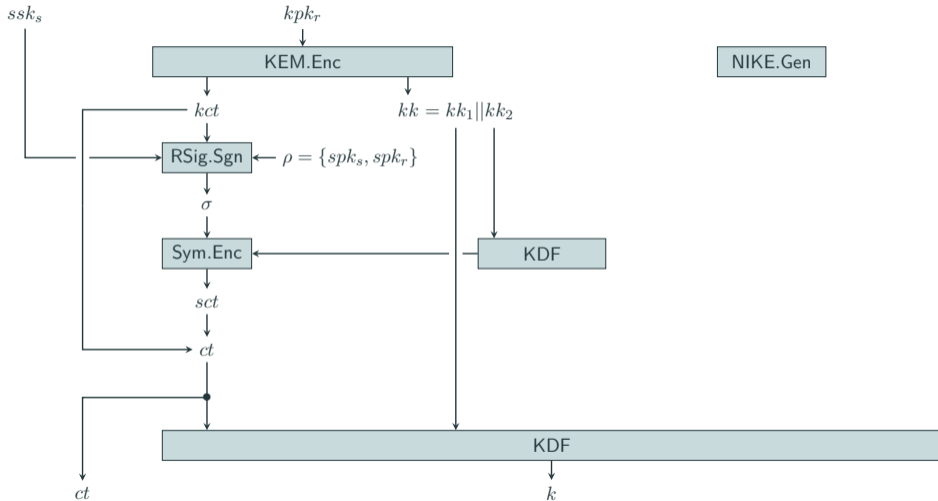 ssk_s kpk_r
KEM.Enc NIKE.Gen
kct kk = kk_1||kk_2
RSig.Sgn ρ = {spk_s, spk_r}
σ
Sym.Enc KDF
sct
ct
KDF
ct k